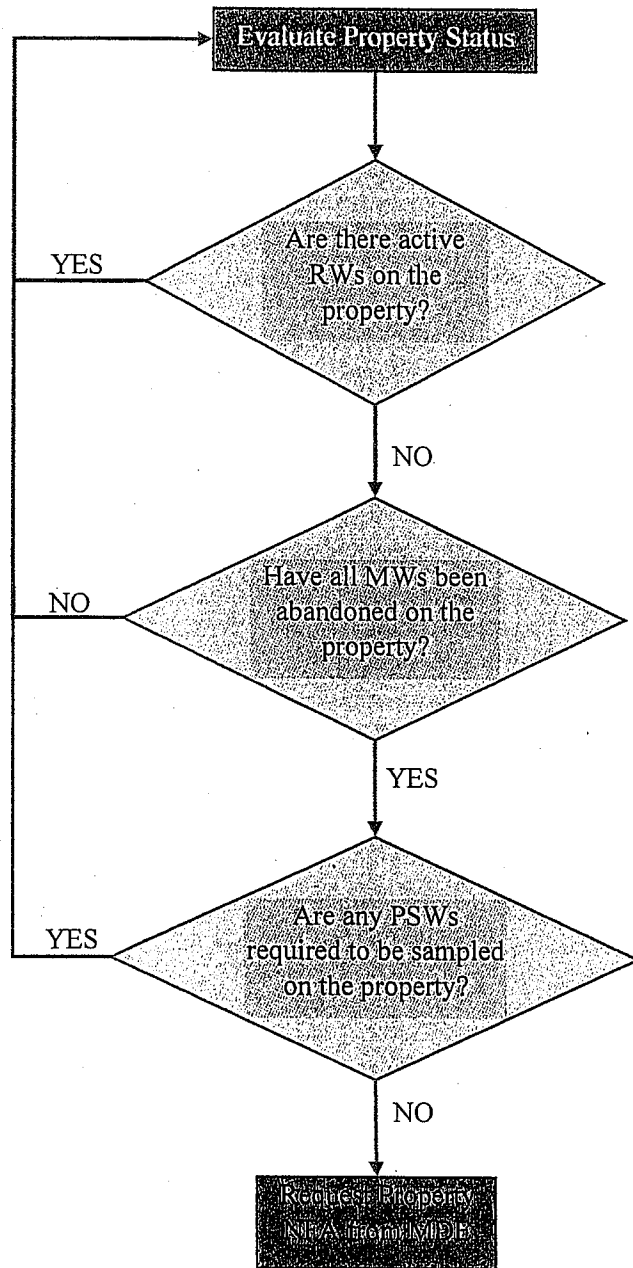 Evaluate Property Status
Are there active
RWs on the
property?
YES
NO
Have all MWs been
abandoned on the
property?
NO
YES
Are any PSWs
required to be sampled
on the property?
YES
NO
Request Property
NFA from MDE